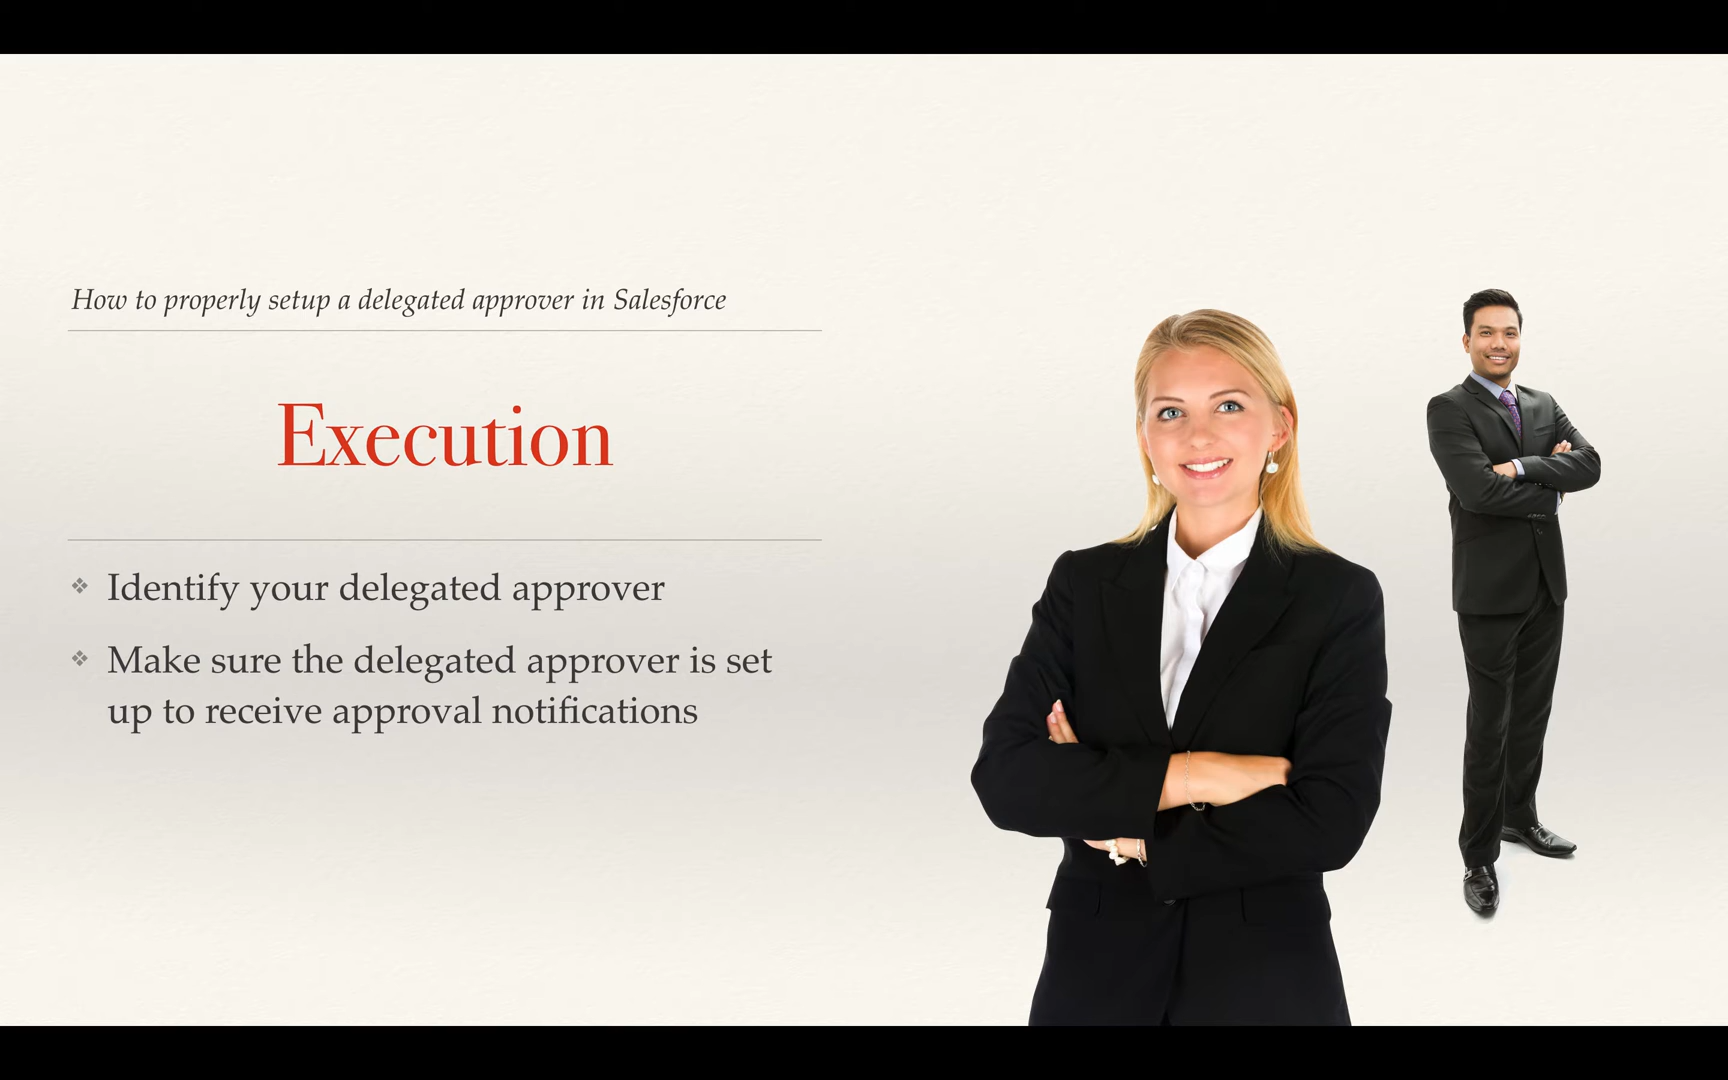 How to properly setup a delegated approver in Salesforce
Execution
❖ Identify your delegated approver
❖ Make sure the delegated approver is set
up to receive approval notifications